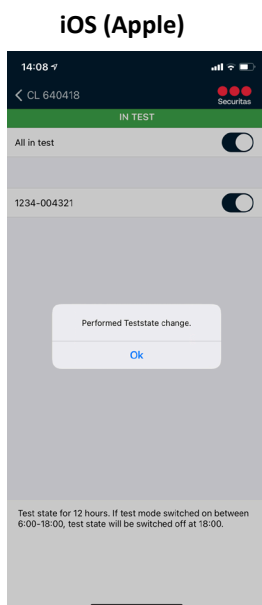 iOS (Apple)
14:08
CL 640418
Securitas
IN TEST
All in test
1234-004321
Performed Teststate change.
Ok
Test state for 12 hours. If test mode switched on between
6:00-18:00, test state will be switched off at 18:00.